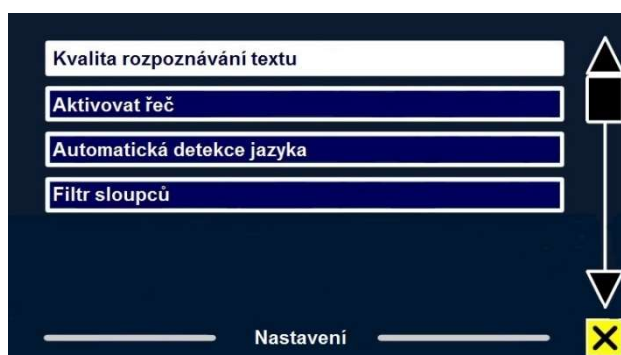 Kvalita rozpoznávání textu
Aktivovat řeč
Automatická detekce jazyka
Filtr sloupců
Nastavení